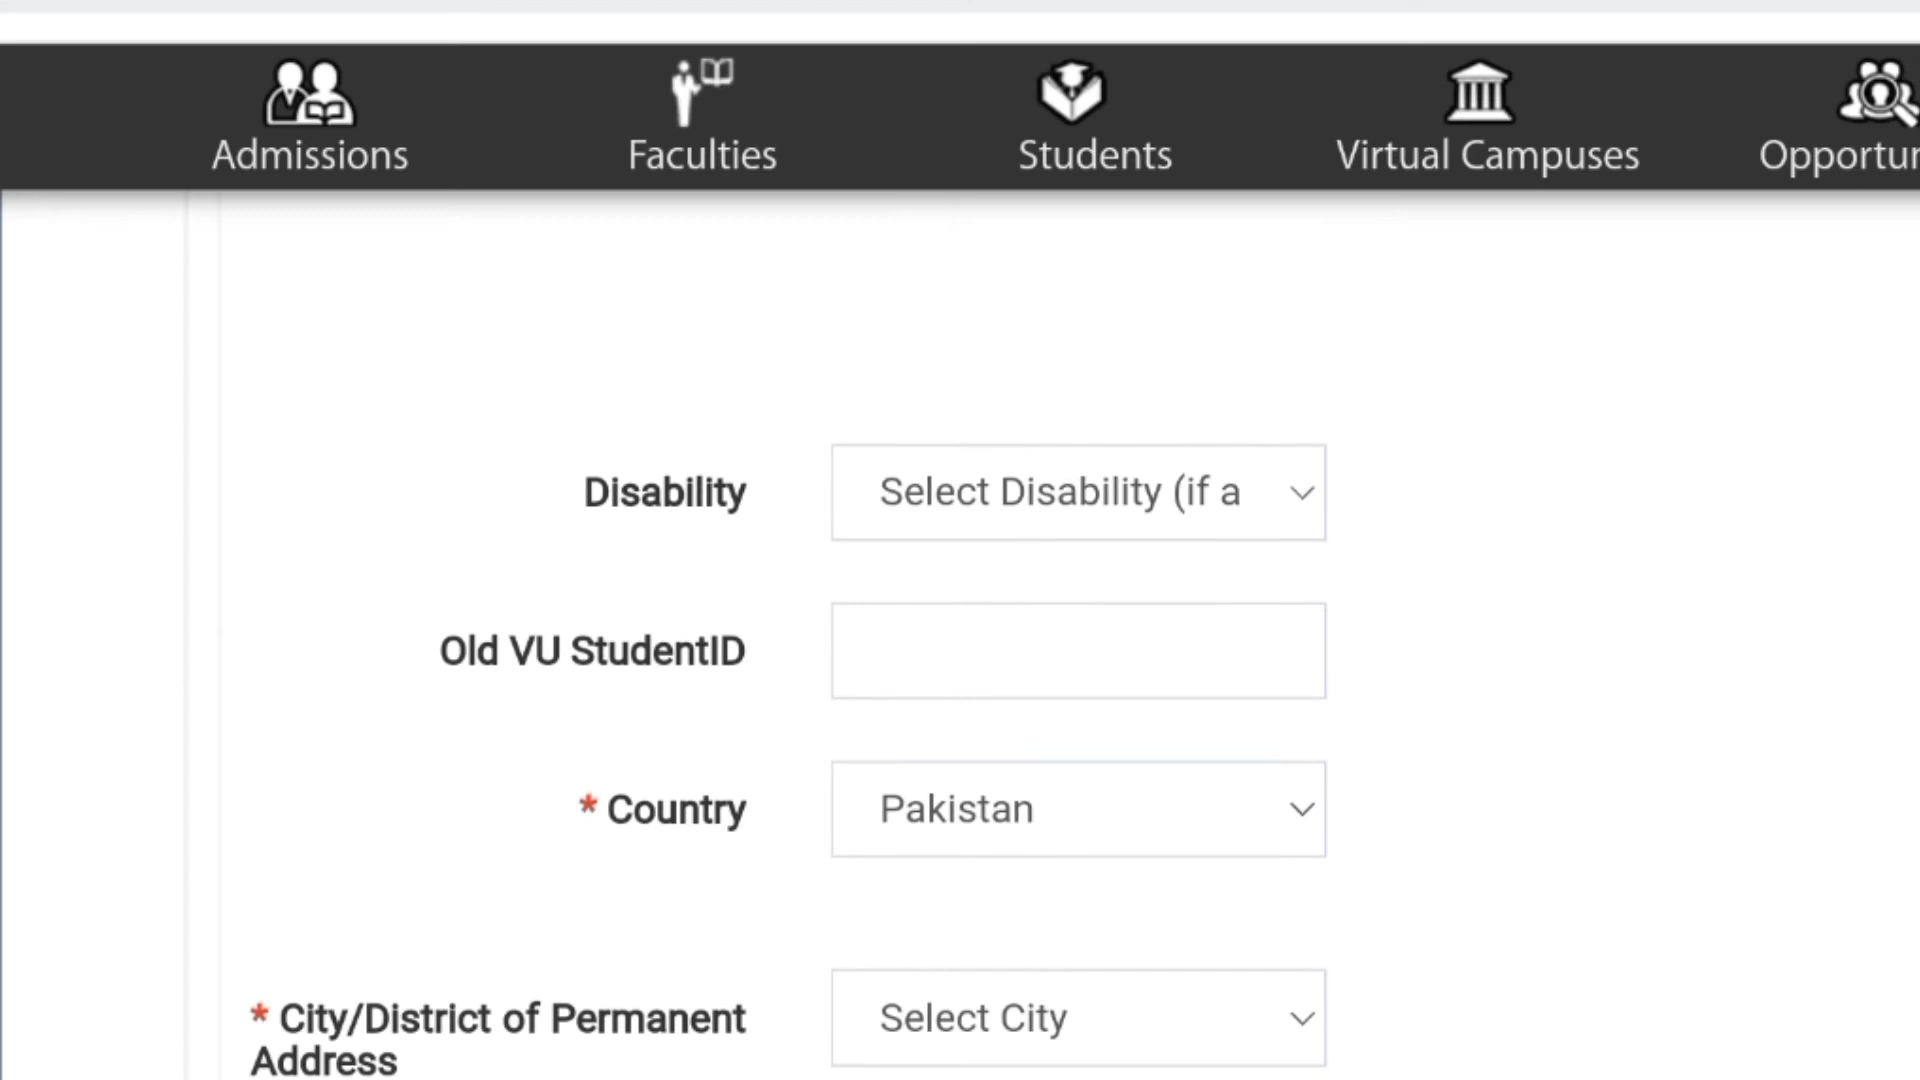 Admissions
Faculties
Students
Virtual Campuses
Opportun
Disability
Select Disability (if a
Old VU StudentID
* Country
Pakistan
* City/District of Permanent
Address
Select City